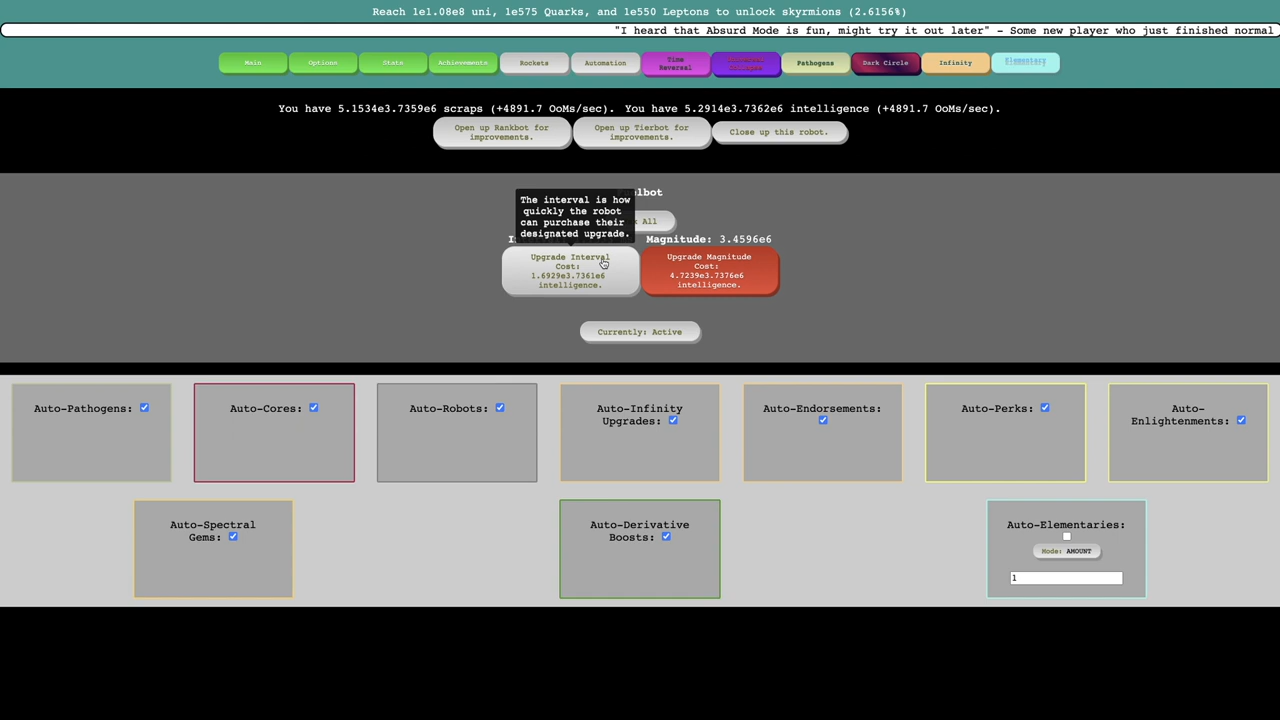 Reach 1e1.08e8 uni, 1e575 Quarks, and 1e550 Leptons to unlock skyrmions (2.6156%)
"I heard that Absurd Mode is fun, might try it out later" - Some new player who just finished normal
Main
Options
Stats
Achievements
Rockets
Automation
Time
Reversal
Pathogens
Dark Circle
Infinity
Elementary
You have 5.1534e3.7359e6 scraps (+4891.7 OoMs/sec). You have 5.2914e3.7362e6 intelligence (+4891.7 OoMs/sec).
Open up Rankbot for
improvements.
Open up Tierbot for
improvements.
Close up this robot.
lbot
All
The interval is how
quickly the robot
can purchase their
designated upgrade.
Magnitude: 3.4596e6
Upgrade Interval
Cost:
1.6929e3.7361e6
intelligence.
Upgrade Magnitude
Cost:
4.7239e3.7376e6
intelligence.
Currently: Active
Auto-Pathogens:
Auto-Cores:
Auto-Robots:
Auto-Infinity
Upgrades:
Auto-Endorsements:
Auto-Perks:
Auto-
Enlightenments:
Auto-Spectral
Gems:
Auto-Derivative
Boosts:
Auto-Elementaries:
Mode: AMOUNT
1